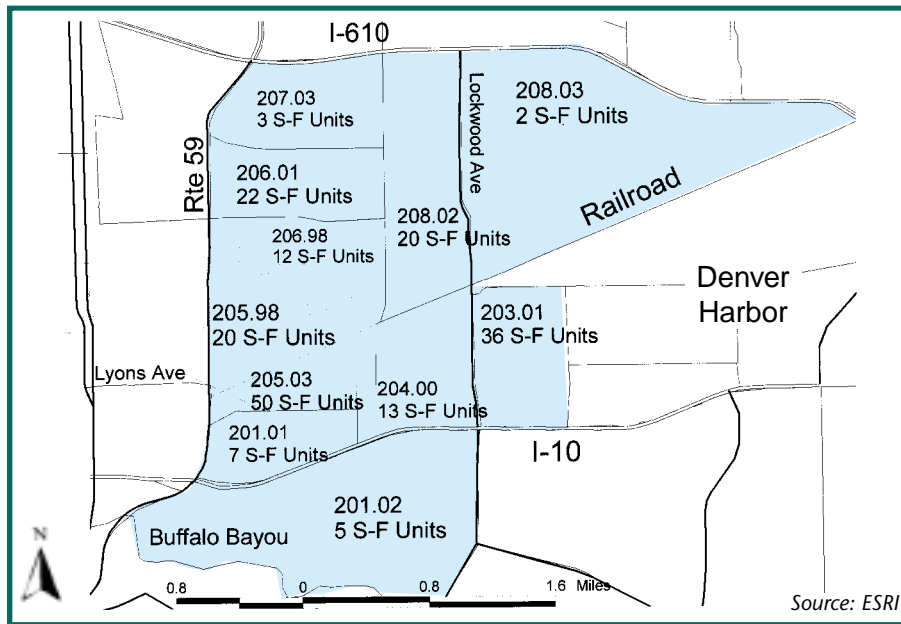 I-610
207.03
3 S-F Units
Lockwood Ave
208.03
2 S-F Units
Rte 59
206.01
22 S-F Units
Railroad
208.02
20 S-F Units
206.98
12 S-F Units
Denver
Harbor
205.98
20 S-F Units
203.01
36 S-F Units
Lyons Ave
205.03
50 S-F Units
204.00
13 S-F Units
201.01
7 S-F Units
I-10
201.02
5 S-F Units
Buffalo Bayou
N
0.8 0 0.8 1.6 Miles
Source: ESRI